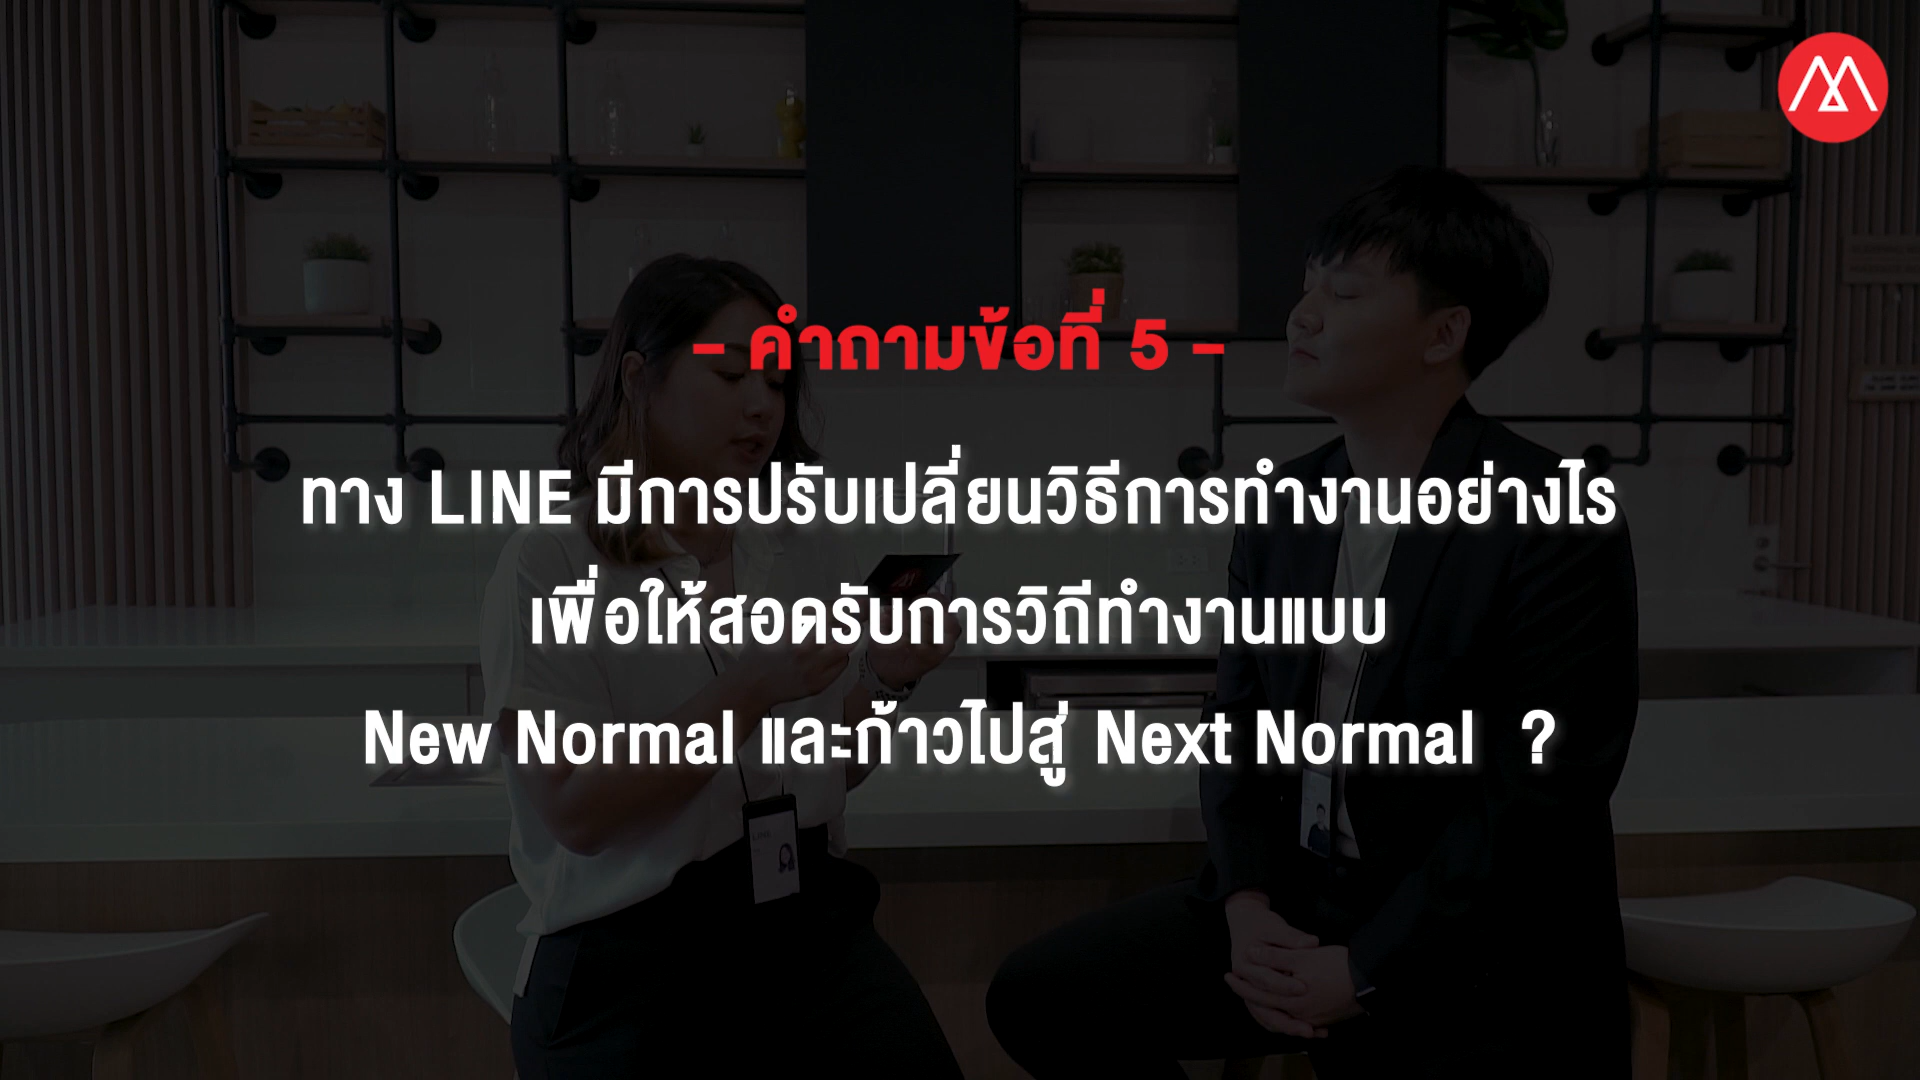 - คำถามข้อที่ 5 -
ทาง LINE มีการปรับเปลี่ยนวิธีการทำงานอย่างไร
เพื่อให้สอดรับการวิถีทำงานแบบ
New Normal และก้าวไปสู่ Next Normal ?